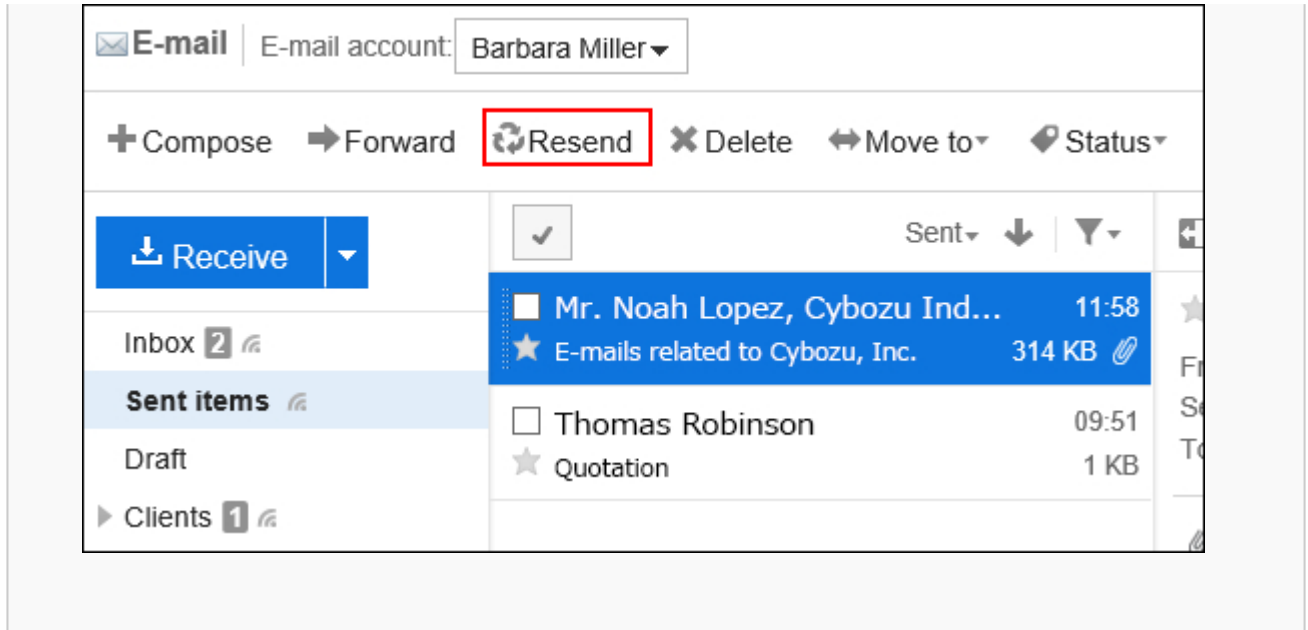 E-mail E-mail account: Barbara Miller
Compose Forward Resend Delete Move to Status
Receive
Sent
Mr. Noah Lopez, Cybozu Ind... 11:58
E-mails related to Cybozu, Inc. 314 KB
Inbox 2
Sent items
Thomas Robinson 09:51
Quotation 1 KB
Draft
Clients 1